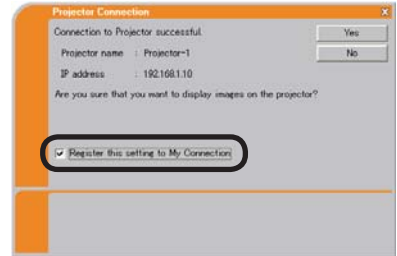 Projector Connection
Connection to Projector successful.
Yes
Projector name : Projector-1
No
IP address : 192.168.1.10
Are you sure that you want to display images on the projector?
Register this setting to My Connection